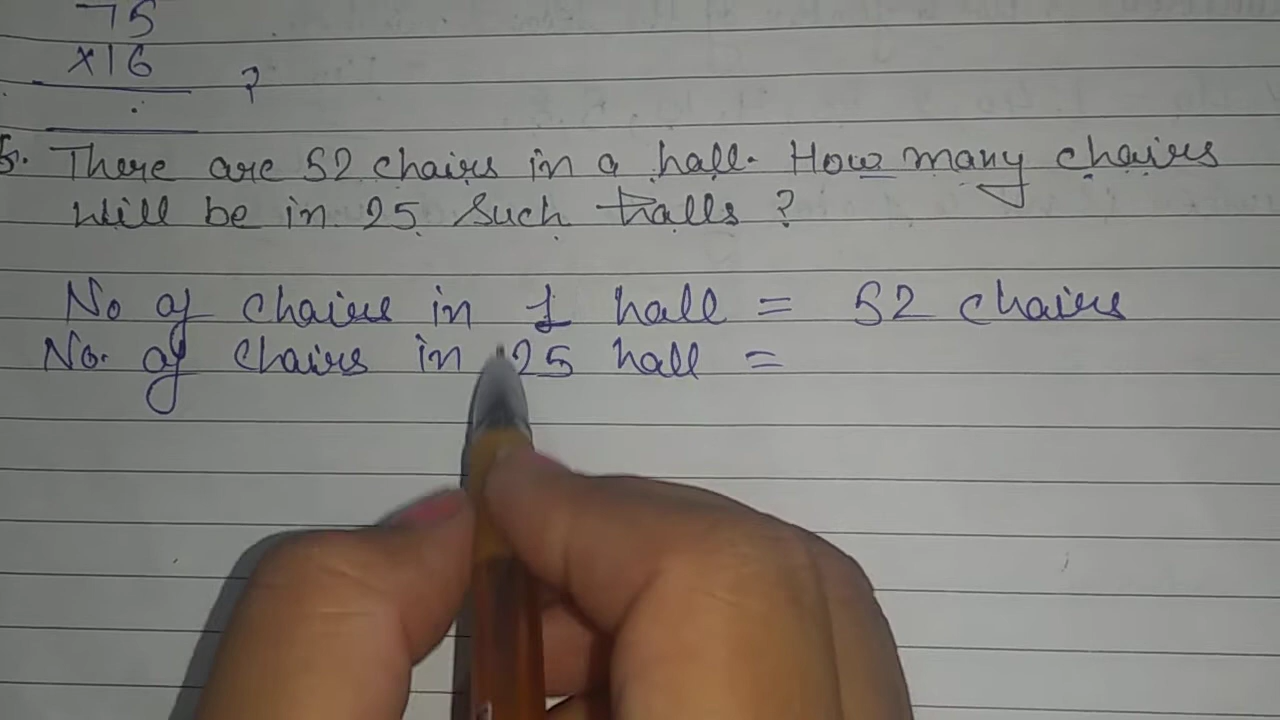 75
×16
?
5. There are 52 chairs in a hall. How many chairs
will be in 25 such halls ?
No of chairs in 1 hall = 52 chairs
No. of chairs in 25 hall =